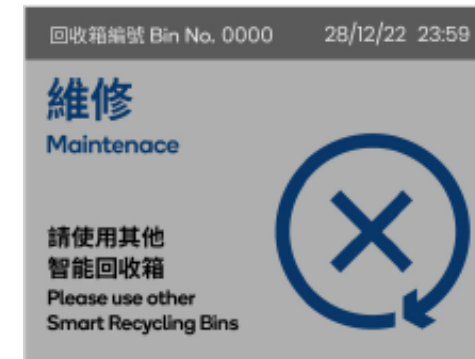 回收箱編號 Bin No. 0000 28/12/22 23:59
維修
Maintenace
請使用其他
智能回收箱
Please use other
Smart Recycling Bins